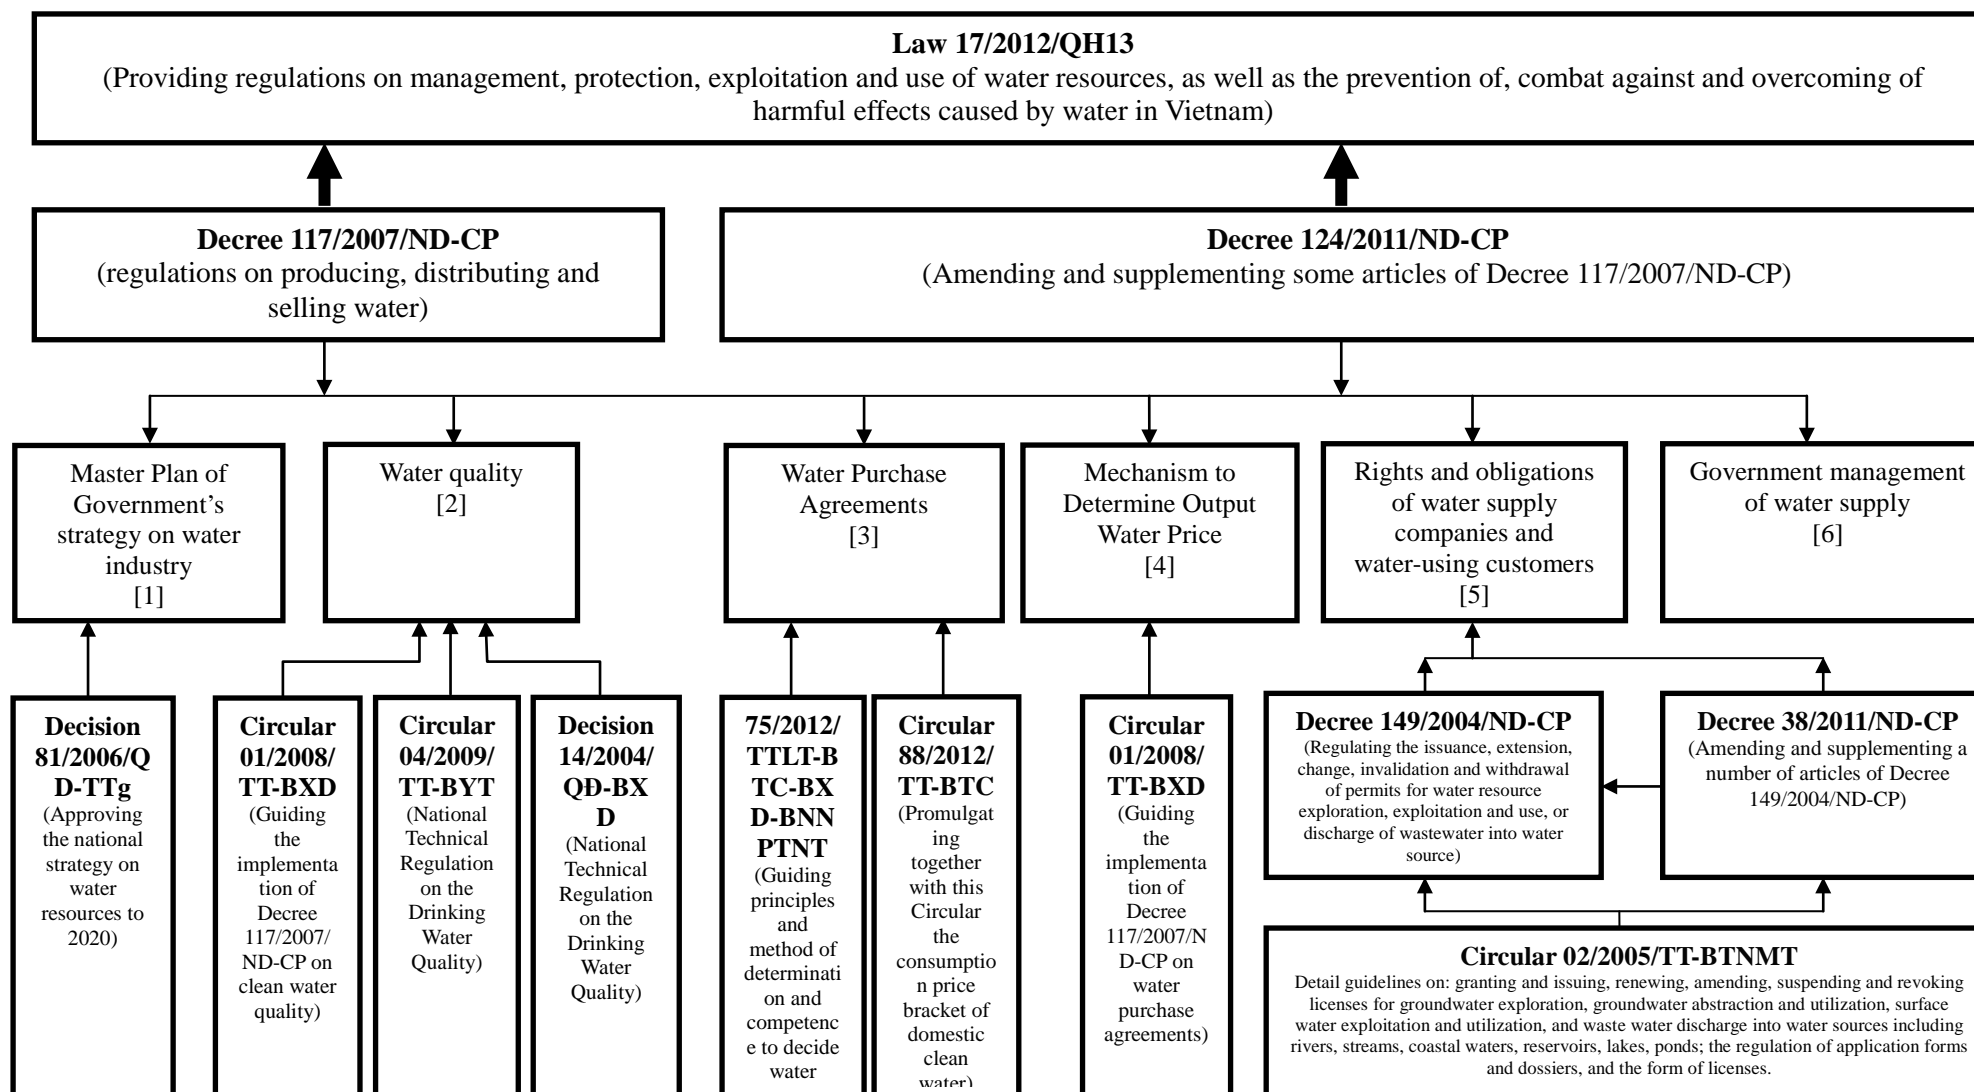 Law 17/2012/QH13
(Providing regulations on management, protection, exploitation and use of water resources, as well as the prevention of, combat against and overcoming of
harmful effects caused by water in Vietnam)
Decree 117/2007/ND-CP
(regulations on producing, distributing and
selling water)
Decree 124/2011/ND-CP
(Amending and supplementing some articles of Decree 117/2007/ND-CP)
Master Plan of
Government’s
strategy on water
industry
[1]
Water quality
[2]
Water Purchase
Agreements
[3]
Mechanism to
Determine Output
Water Price
[4]
Rights and obligations
of water supply
companies and
water-using customers
[5]
Government management
of water supply
[6]
Decision
81/2006/Q
D-TTg
(Approving
the national
strategy on
water
resources to
2020)
Circular
01/2008/
TT-BXD
(Guiding
the
implementa
tion of
Decree
117/2007/
ND-CP on
clean water
quality)
Circular
04/2009/
TT-BYT
(National
Technical
Regulation
on the
Drinking
Water
Quality)
Decision
14/2004/
QĐ-BX
D
(National
Technical
Regulation
on the
Drinking
Water
Quality)
75/2012/
TTLT-B
TC-BX
D-BNN
PTNT
(Guiding
principles
and
method of
determinati
on and
competenc
e to decide
water
Circular
88/2012/
TT-BTC
(Promulgat
ing
together
with this
Circular
the
consumptio
n price
bracket of
domestic
clean
water)
Circular
01/2008/
TT-BXD
(Guiding
the
implementa
tion of
Decree
117/2007/N
D-CP on
water
purchase
agreements)
Decree 149/2004/ND-CP
(Regulating the issuance, extension,
change, invalidation and withdrawal
of permits for water resource
exploration, exploitation and use, or
discharge of wastewater into water
source)
Decree 38/2011/ND-CP
(Amending and supplementing a
number of articles of Decree
149/2004/ND-CP)
Circular 02/2005/TT-BTNMT
Detail guidelines on: granting and issuing, renewing, amending, suspending and revoking
licenses for groundwater exploration, groundwater abstraction and utilization, surface
water exploitation and utilization, and waste water discharge into water sources including
rivers, streams, coastal waters, reservoirs, lakes, ponds; the regulation of application forms
and dossiers, and the form of licenses.